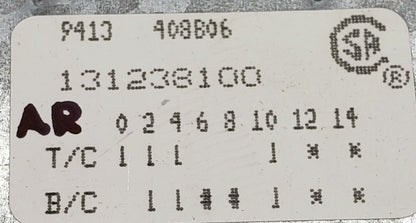 9413 408B06
SA ®
131238100
AR 0 2 4 6 8 10 12 14
T/C 1 1 1 1 * *
B/C 1 1 # # 1 * *